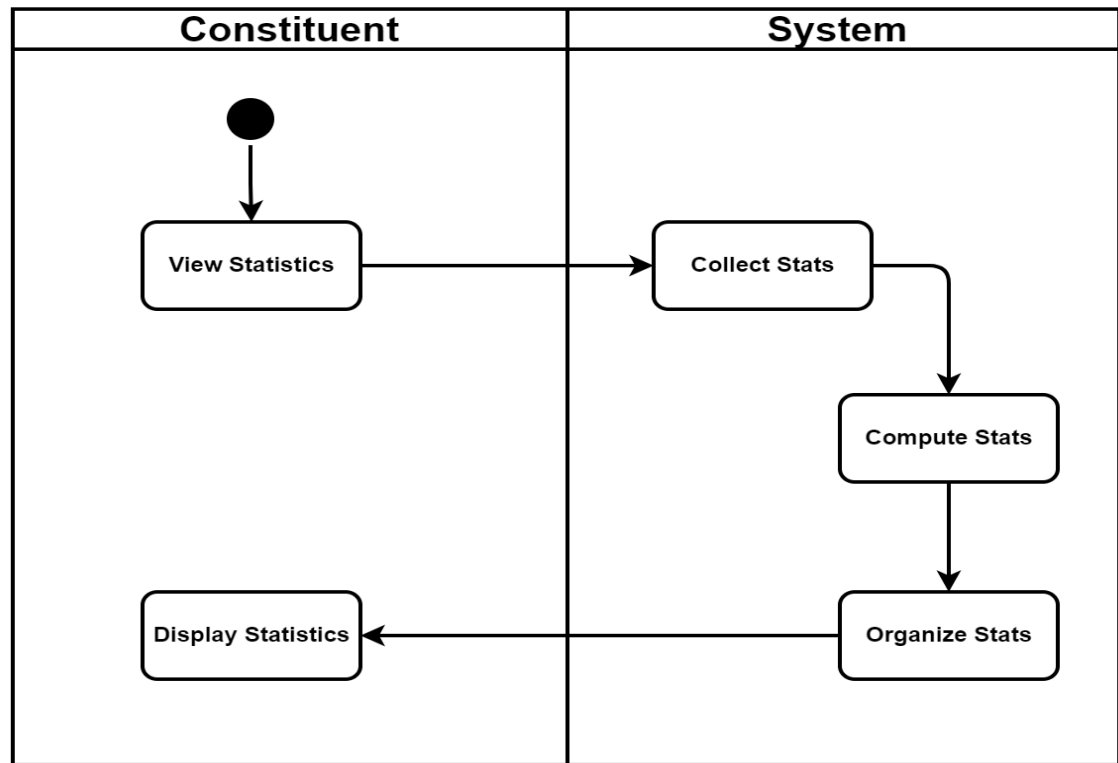 Constituent
System
View Statistics
Collect Stats
Compute Stats
Display Statistics
Organize Stats